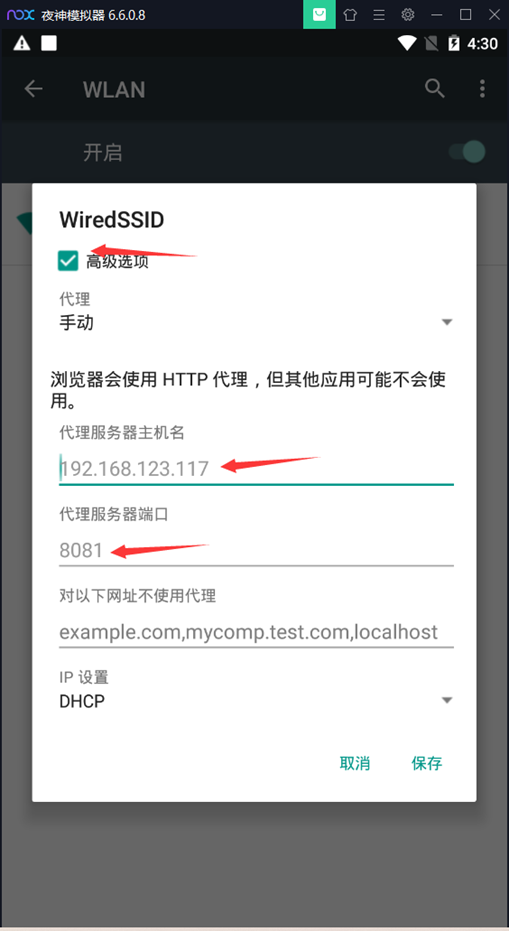 nox 夜神模拟器 6.6.0.8
4:30
WLAN
开启
WiredSSID
高级选项
代理
手动
浏览器会使用 HTTP 代理，但其他应用可能不会使
用。
代理服务器主机名
192.168.123.117
代理服务器端口
8081
对以下网址不使用代理
example.com,mycomp.test.com,localhost
IP 设置
DHCP
取消 保存